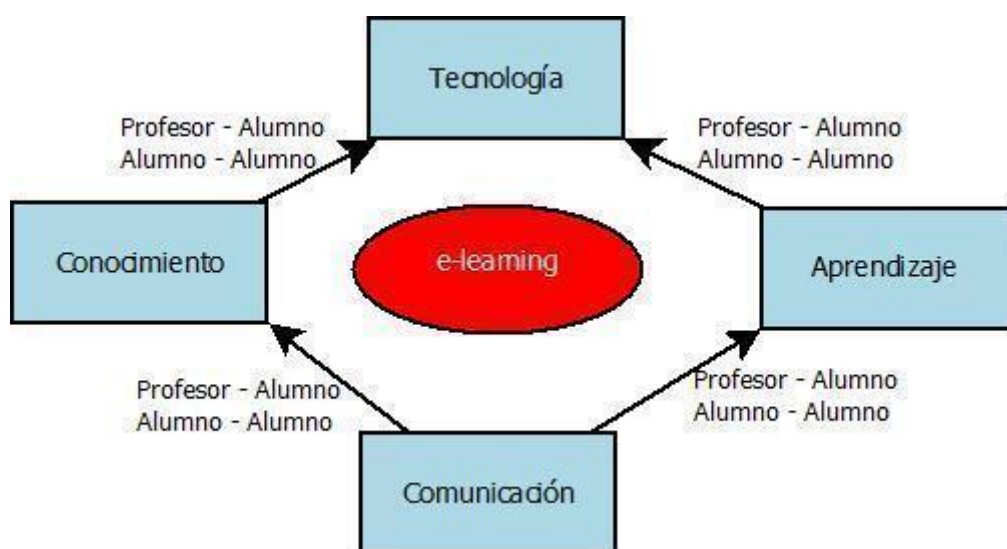 Tecnología
Profesor - Alumno
Alumno - Alumno
Profesor - Alumno
Alumno - Alumno
Conocimiento
e-learning
Aprendizaje
Profesor - Alumno
Alumno - Alumno
Profesor - Alumno
Alumno - Alumno
Comunicación